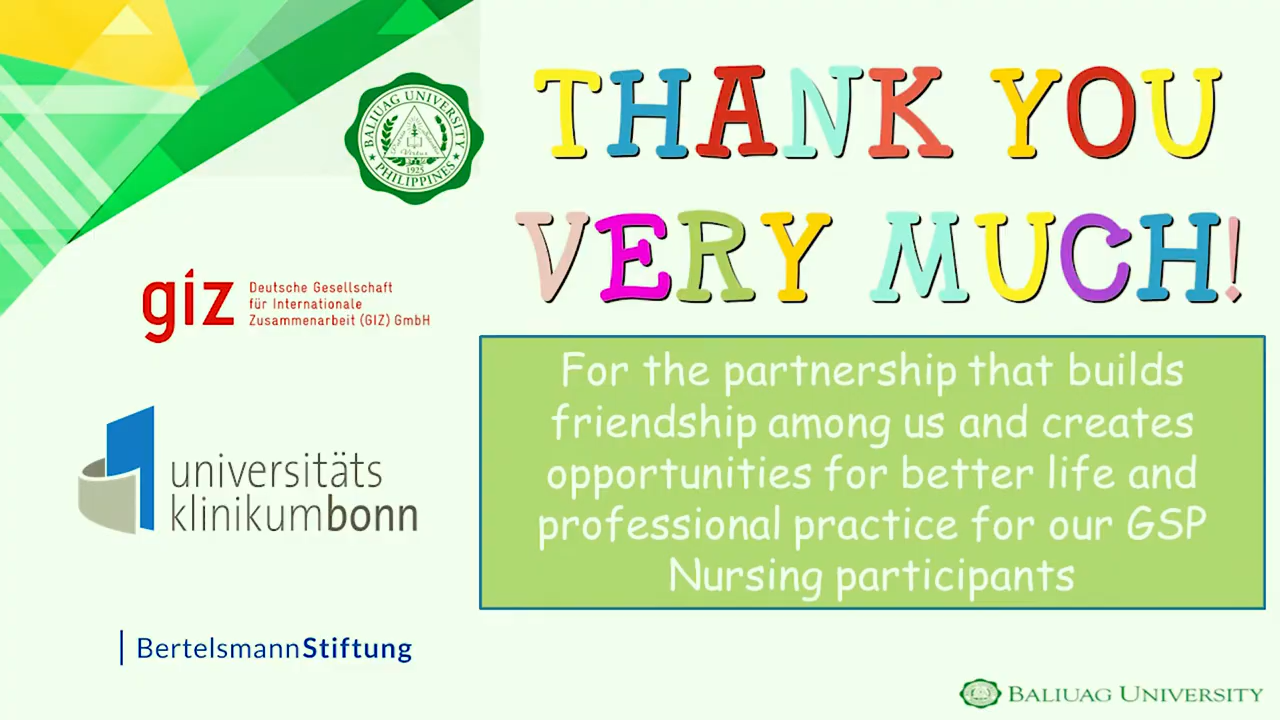 BALIUAG UNIVERSITY
1925
PHILIPPINES
giz Deutsche Gesellschaft
für Internationale
Zusammenarbeit (GIZ) GmbH
universitäts
klinikumbonn
BertelsmannStiftung
THANK YOU
VERY MUCH!
For the partnership that builds
friendship among us and creates
opportunities for better life and
professional practice for our GSP
Nursing participants
BALIUAG UNIVERSITY